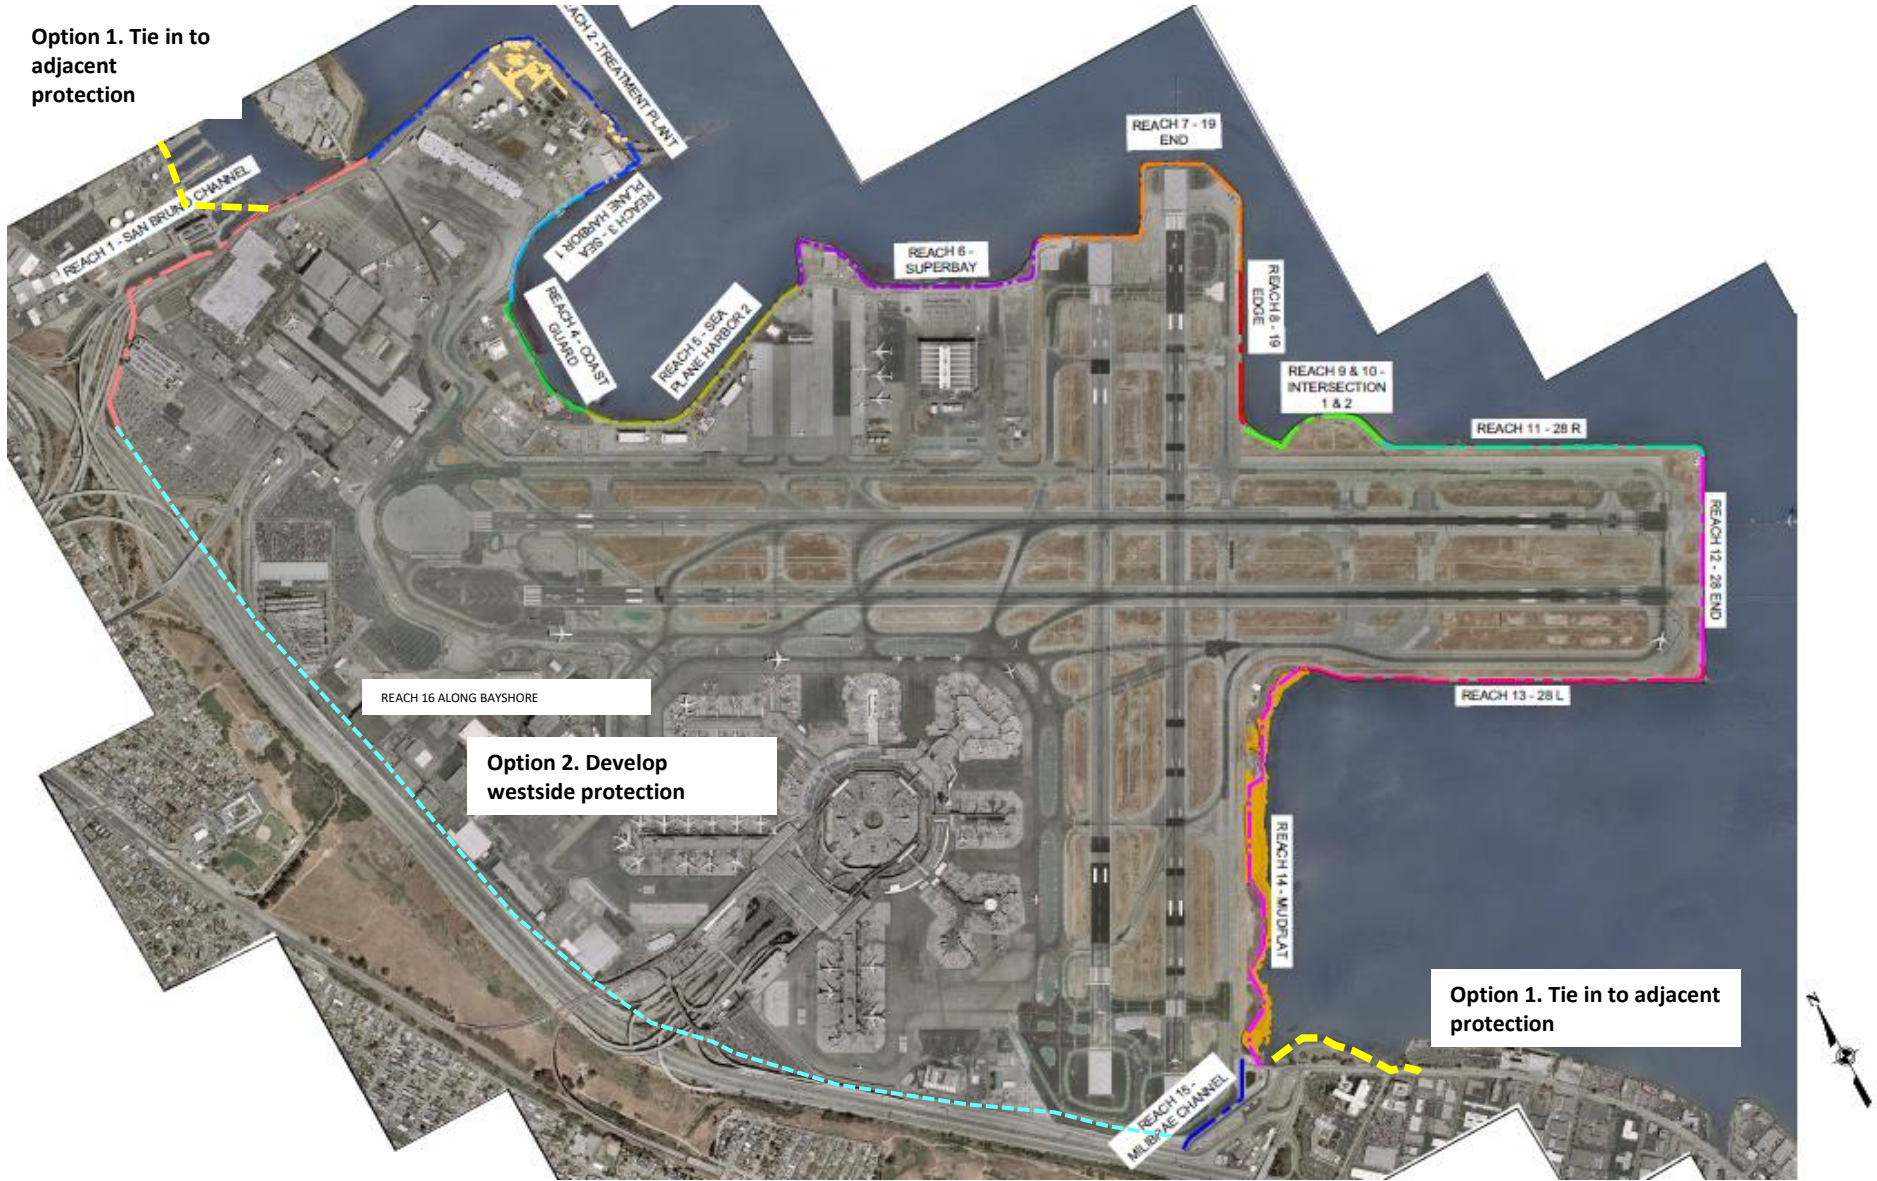 Option 1. Tie in to
adjacent
protection
REACH 1 - SAN BRUNO CHANNEL
REACH 2 -TREATMENT PLANT
REACH 3 - SEA
PLANE HARBOR 1
REACH 4 - COAST
GUARD
REACH 5 - SEA
PLANE HARBOR 2
REACH 6 -
SUPERBAY
REACH 7 - 19
END
REACH 8 - 19
EDGE
REACH 9 & 10 -
INTERSECTION
1 & 2
REACH 11 - 28 R
REACH 12 - 28 END
REACH 13 - 28 L
REACH 14 - MUDFLAT
REACH 15 -
MILLBRAE CHANNEL
REACH 16 ALONG BAYSHORE
Option 2. Develop
westside protection
Option 1. Tie in to adjacent
protection
N